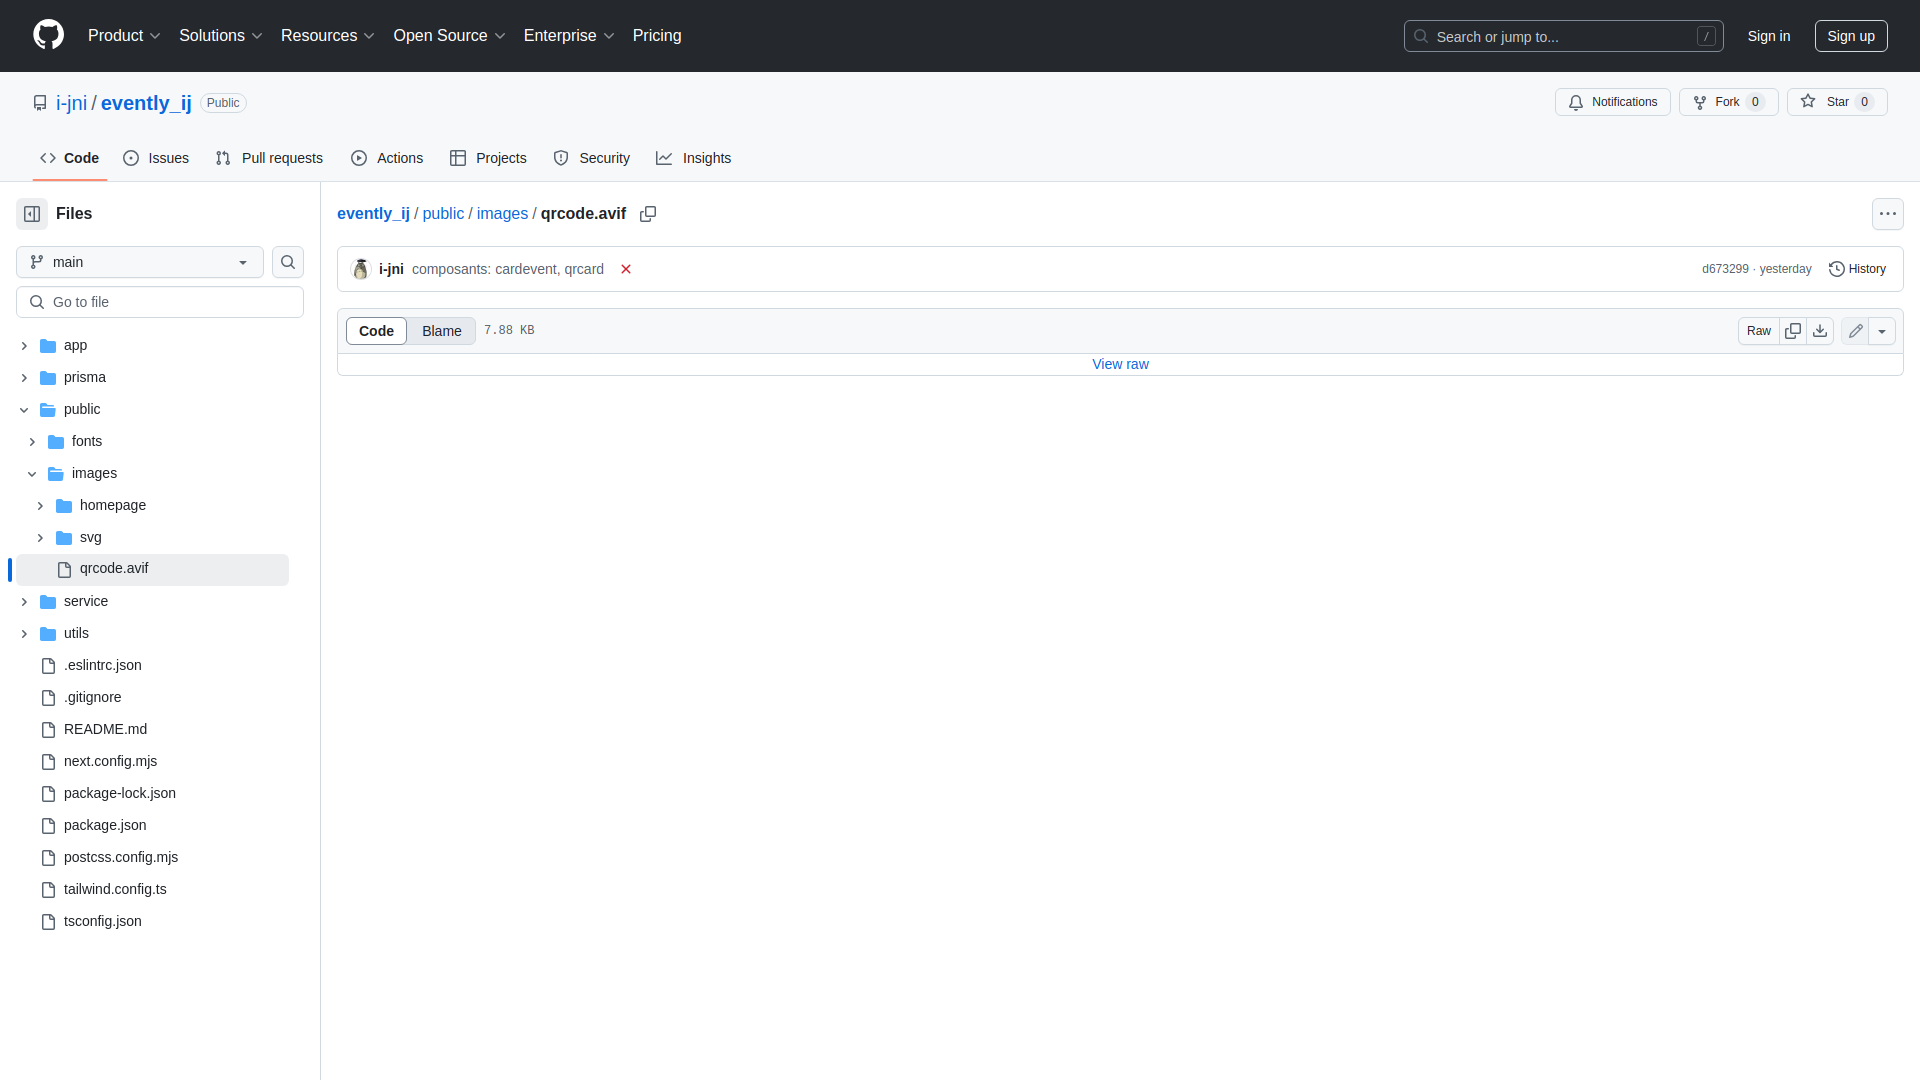 Product Solutions Resources Open Source Enterprise Pricing Search or jump to... / Sign in Sign up
i-jni / evently_ij Public Notifications Fork 0 Star 0
Code Issues Pull requests Actions Projects Security Insights
Files
main
Go to file
app
prisma
public
fonts
images
homepage
svg
qrcode.avif
service
utils
.eslintrc.json
.gitignore
README.md
next.config.mjs
package-lock.json
package.json
postcss.config.mjs
tailwind.config.ts
tsconfig.json
evently_ij / public / images / qrcode.avif
i-jni composants: cardevent, qrcard d673299 · yesterday History
Code Blame 7.88 KB Raw
View raw